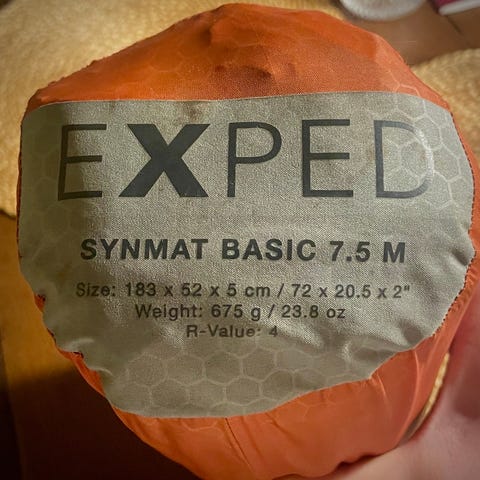 EXPED
SYNMAT BASIC 7.5 M
Size: 183 x 52 x 5 cm / 72 x 20.5 x 2"
Weight: 675 g / 23.8 oz
R-Value: 4